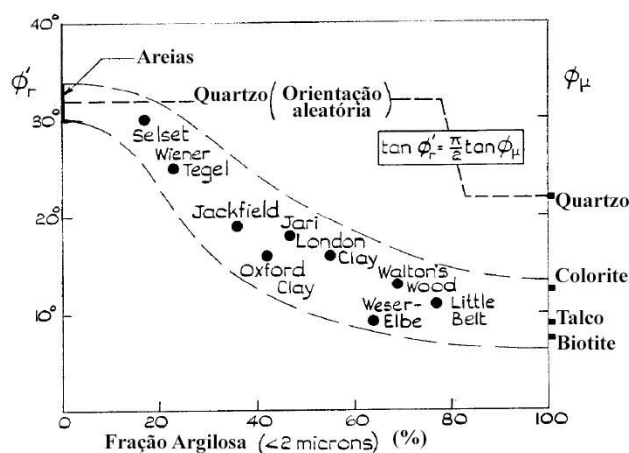 40°
Areias
ϕ'r
ϕμ
Quartzo (Orientação
aleatória)
30°
tan ϕ'r = π/2 tan ϕμ
Selset
Wiener
Tegel
Quartzo
20°
Jackfield
Jari
London
Clay
Oxford
Clay
Walton's
Wood
Colorite
Weser-
Elbe
Little
Belt
10°
Talco
Biotite
0 20 40 60 80 100
Fração Argilosa (<2 microns) (%)